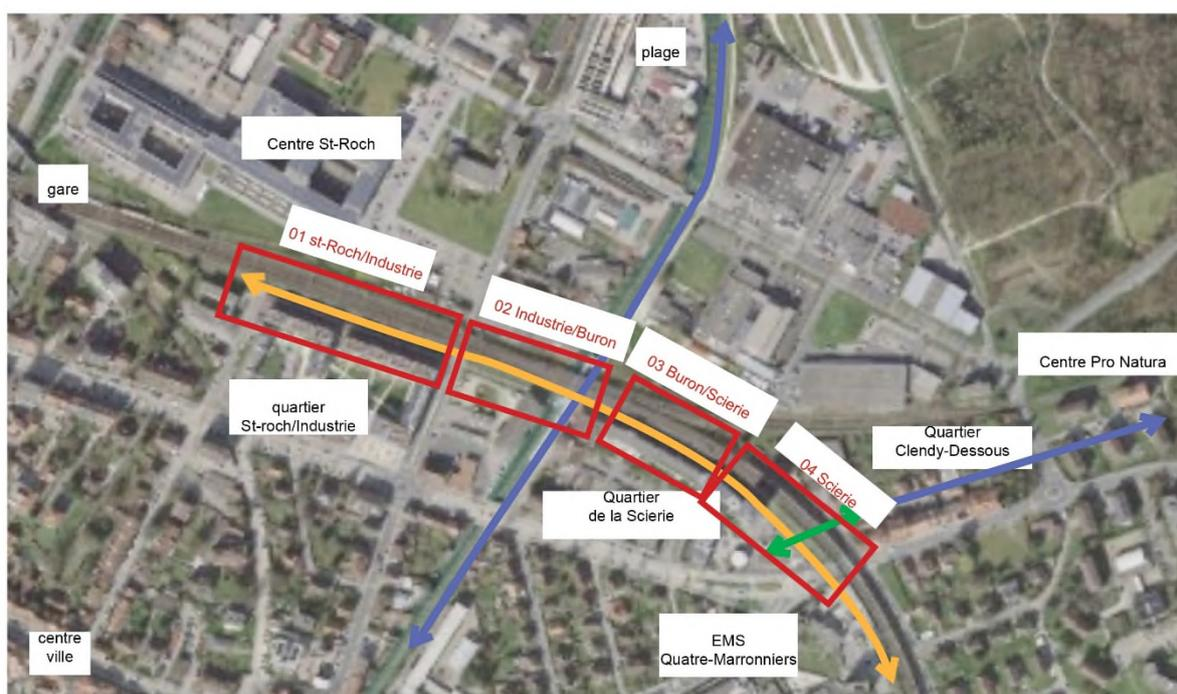 plage
Centre St-Roch
gare
01 st-Roch/Industrie
02 Industrie/Buron
03 Buron/Scierie
Centre Pro Natura
quartier
St-roch/Industrie
Quartier
Clendy-Dessous
04 Scierie
Quartier
de la Scierie
centre
ville
EMS
Quatre-Marronniers